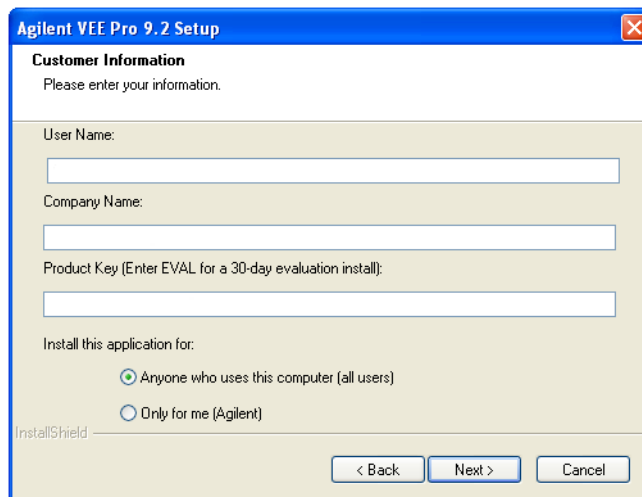 Agilent VEE Pro 9.2 Setup
Customer Information
Please enter your information.
User Name:
Company Name:
Product Key (Enter EVAL for a 30-day evaluation install):
Install this application for:
Anyone who uses this computer (all users)
Only for me (Agilent)
InstallShield
< Back Next > Cancel